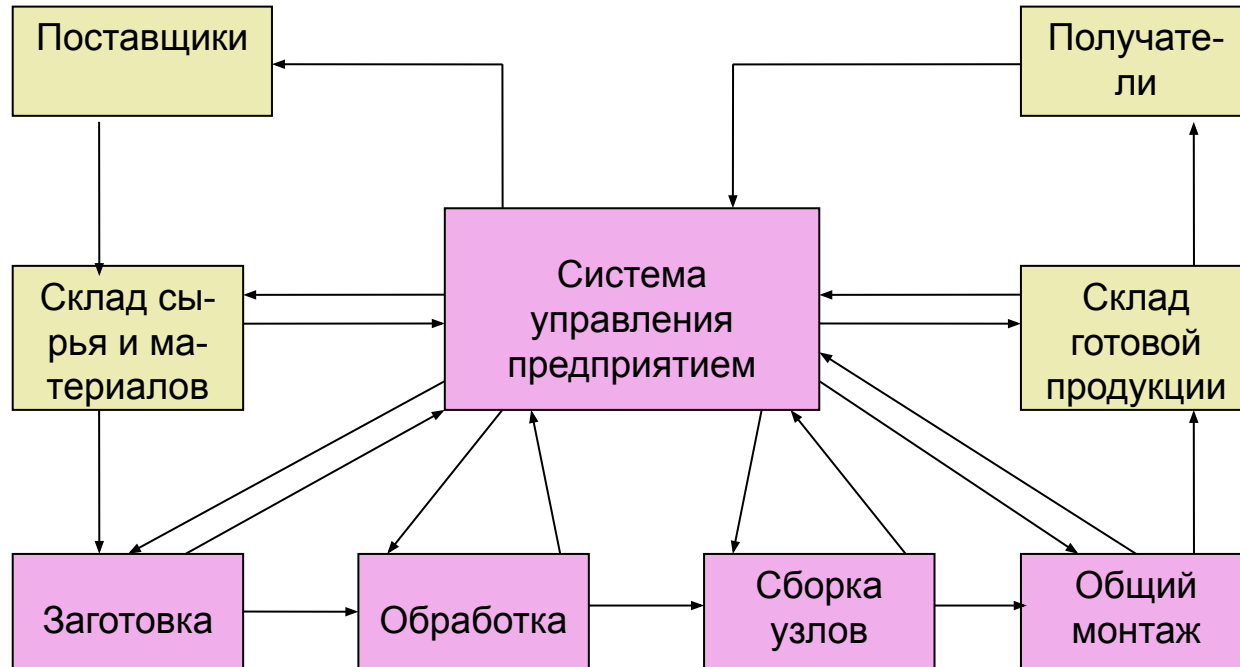 Поставщики
Получате-
ли
Система
управления
предприятием
Склад сы-
рья и ма-
териалов
Склад
готовой
продукции
Заготовка
Обработка
Сборка
узлов
Общий
монтаж